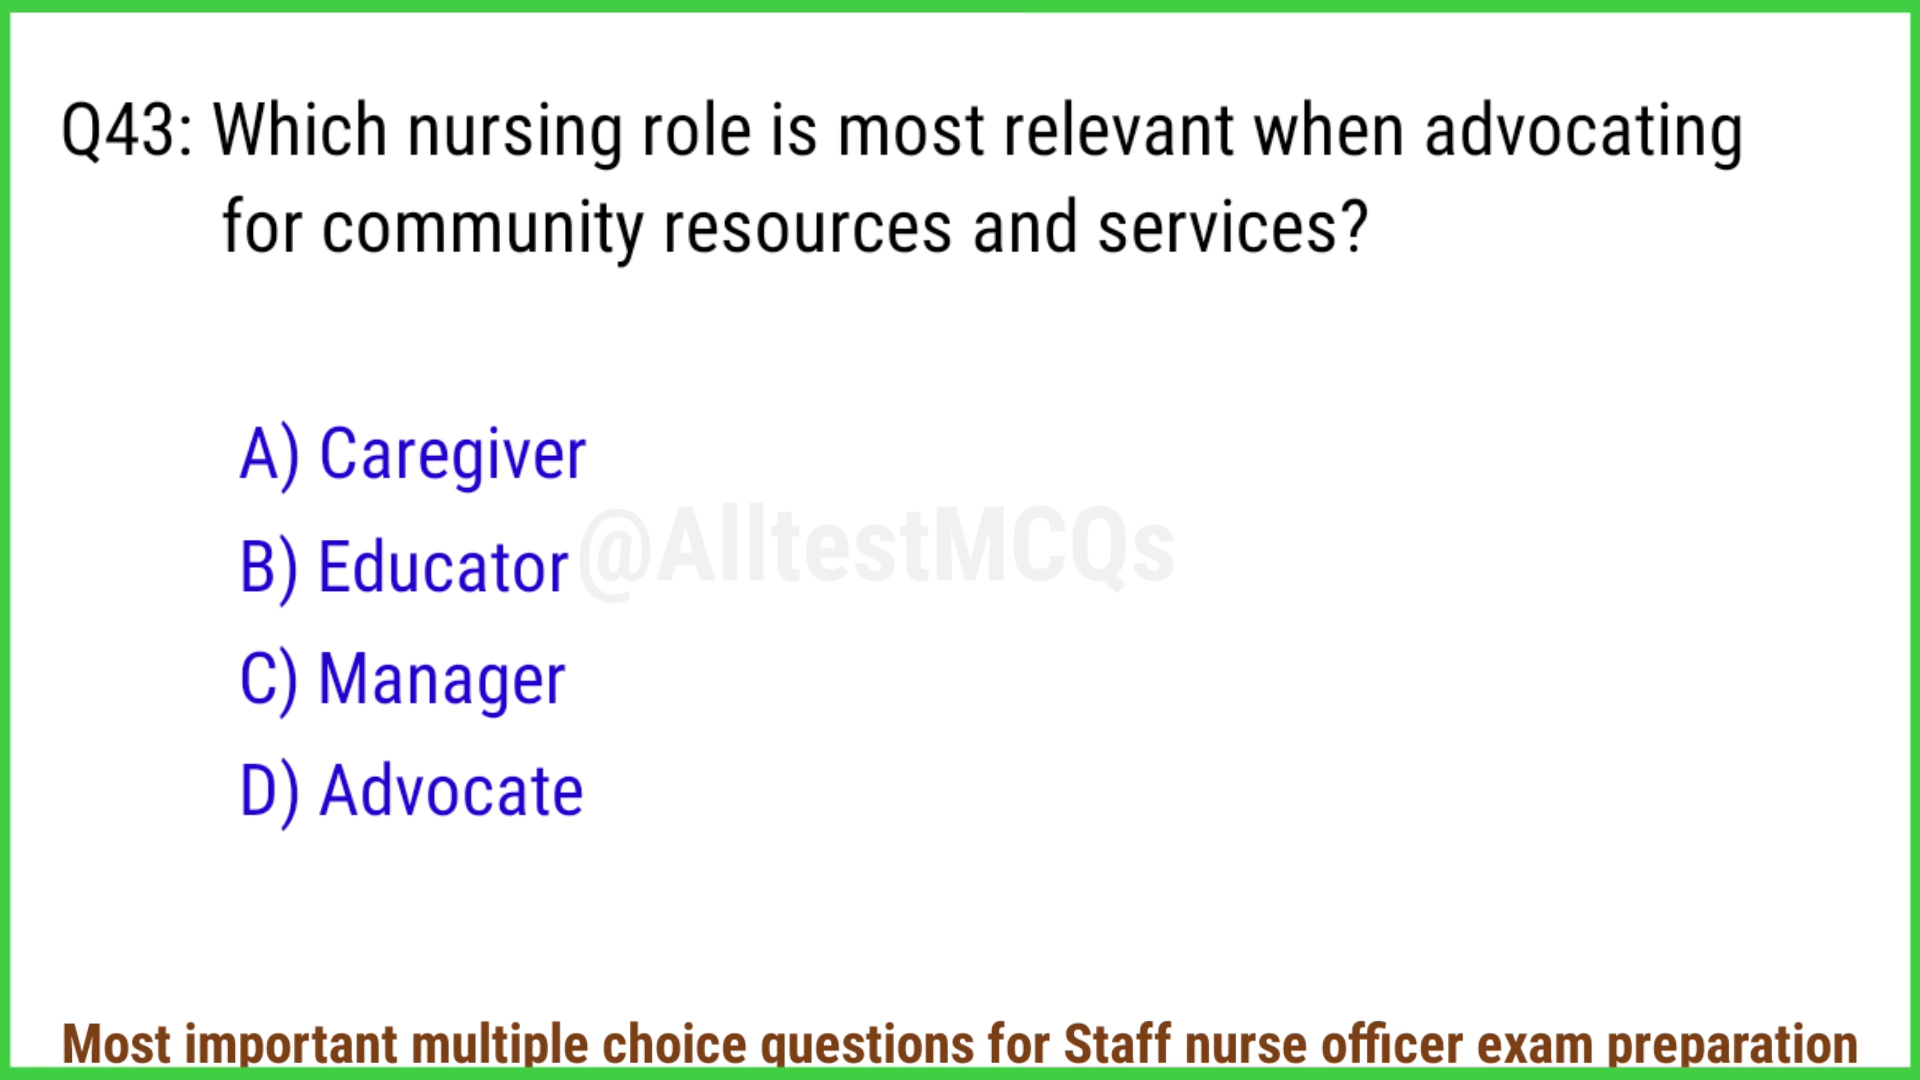 Q43: Which nursing role is most relevant when advocating
for community resources and services?
A) Caregiver
@AlltestMCQs
B) Educator
C) Manager
D) Advocate
Most important multiple choice questions for Staff nurse officer exam preparation